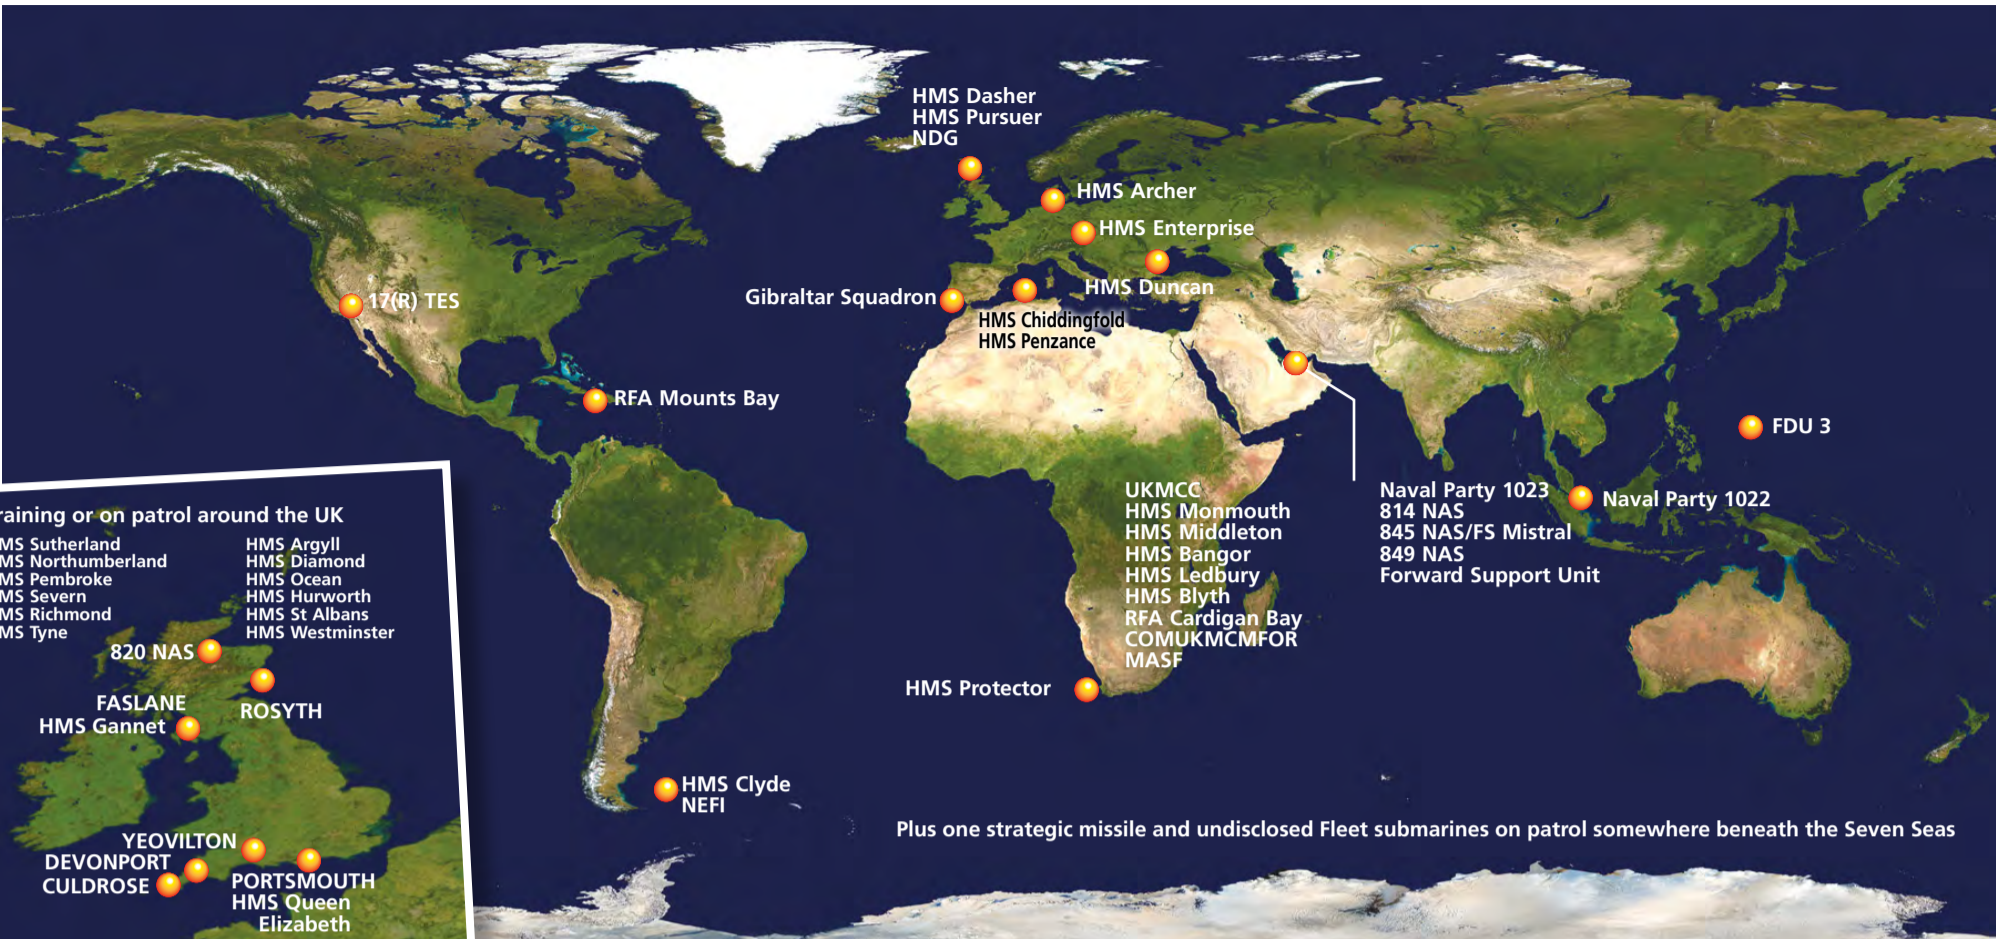 HMS Dasher
HMS Pursuer
NDG
HMS Archer
HMS Enterprise
HMS Duncan
Gibraltar Squadron
HMS Chiddingfold
HMS Penzance
17(R) TES
RFA Mounts Bay
FDU 3
UKMCC
HMS Monmouth
HMS Middleton
HMS Bangor
HMS Ledbury
HMS Blyth
RFA Cardigan Bay
COMUKMCMFOR
MASF
Naval Party 1023
814 NAS
845 NAS/FS Mistral
849 NAS
Forward Support Unit
Naval Party 1022
HMS Protector
HMS Clyde
NEFI
Plus one strategic missile and undisclosed Fleet submarines on patrol somewhere beneath the Seven Seas
raining or on patrol around the UK
MS Sutherland
MS Northumberland
MS Pembroke
MS Severn
MS Richmond
MS Tyne
HMS Argyll
HMS Diamond
HMS Ocean
HMS Hurworth
HMS St Albans
HMS Westminster
820 NAS
FASLANE
HMS Gannet
ROSYTH
YEOVILTON
DEVONPORT
CULDROSE
PORTSMOUTH
HMS Queen
Elizabeth